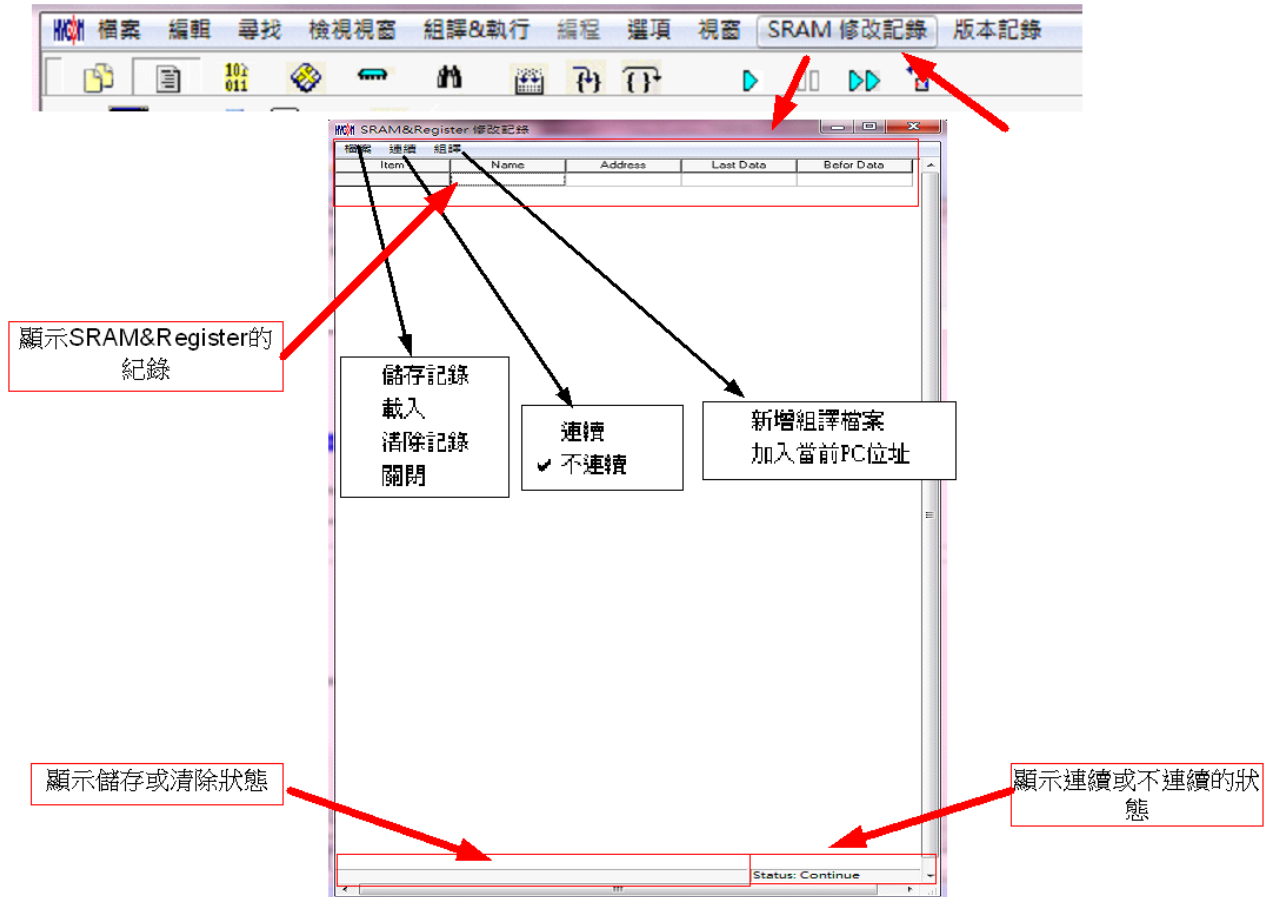 HYCON 檔案 編輯 尋找 檢視視窗 組譯&執行 編程 選項 視窗 SRAM 修改記錄 版本記錄
HYCON SRAM&Register 修改記錄
檔案 連續 組譯
Item Name Address Last Data Befor Data
顯示SRAM&Register的
紀錄
儲存記錄
載入
清除記錄
關閉
連續
✔ 不連續
新增組譯檔案
加入當前PC位址
顯示儲存或清除狀態
顯示連續或不連續的狀
態
Status: Continue